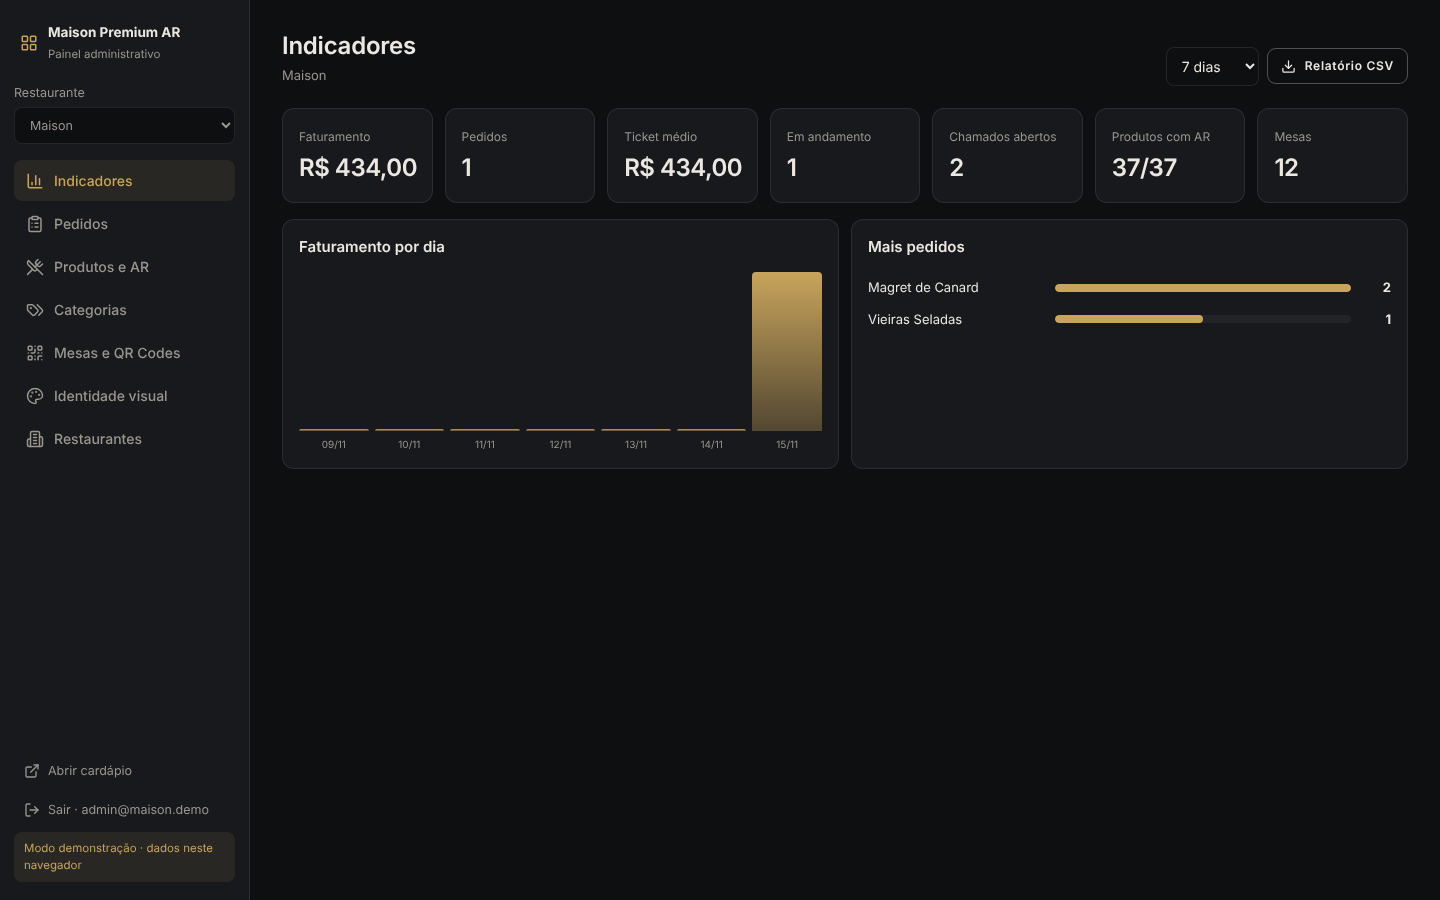 Maison Premium AR
Painel administrativo
Restaurante
Maison
Indicadores
Pedidos
Produtos e AR
Categorias
Mesas e QR Codes
Identidade visual
Restaurantes
Abrir cardápio
Sair · admin@maison.demo
Modo demonstração · dados neste
navegador
Indicadores
Maison
7 dias
Relatório CSV
Faturamento
R$ 434,00
Pedidos
1
Ticket médio
R$ 434,00
Em andamento
1
Chamados abertos
2
Produtos com AR
37/37
Mesas
12
Faturamento por dia
09/11 10/11 11/11 12/11 13/11 14/11 15/11
Mais pedidos
Magret de Canard 2
Vieiras Seladas 1